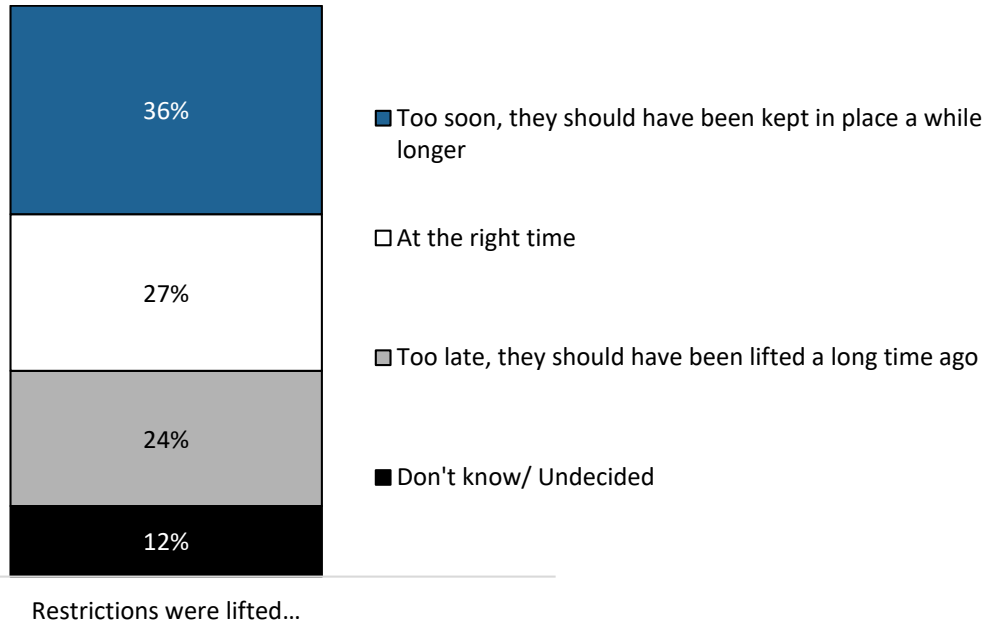 36%
27%
24%
12%
Too soon, they should have been kept in place a while
longer
At the right time
Too late, they should have been lifted a long time ago
Don't know/ Undecided
Restrictions were lifted…